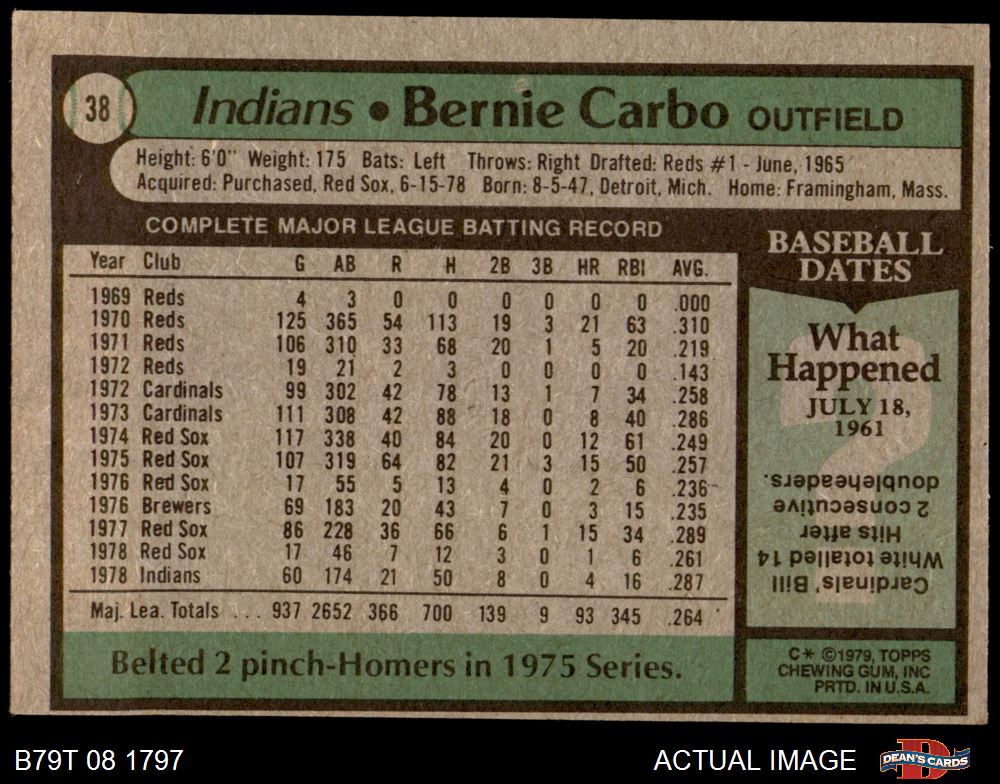 38
Indians • Bernie Carbo OUTFIELD
Height: 6'0" Weight: 175 Bats: Left Throws: Right Drafted: Reds #1 - June, 1965
Acquired: Purchased, Red Sox, 6-15-78 Born: 8-5-47, Detroit, Mich. Home: Framingham, Mass.
COMPLETE MAJOR LEAGUE BATTING RECORD
Year Club G AB R H 2B 3B HR RBI AVG.
1969 Reds 4 3 0 0 0 0 0 0 .000
1970 Reds 125 365 54 113 19 3 21 63 .310
1971 Reds 106 310 33 68 20 1 5 20 .219
1972 Reds 19 21 2 3 0 0 0 0 .143
1972 Cardinals 99 302 42 78 13 1 7 34 .258
1973 Cardinals 111 308 42 88 18 0 8 40 .286
1974 Red Sox 117 338 40 84 20 0 12 61 .249
1975 Red Sox 107 319 64 82 21 3 15 50 .257
1976 Red Sox 17 55 5 13 4 0 2 6 .236
1976 Brewers 69 183 20 43 7 0 3 15 .235
1977 Red Sox 86 228 36 66 6 1 15 34 .289
1978 Red Sox 17 46 7 12 3 0 1 6 .261
1978 Indians 60 174 21 50 8 0 4 16 .287
Maj. Lea. Totals ... 937 2652 366 700 139 9 93 345 .264
Belted 2 pinch-Homers in 1975 Series.
BASEBALL
DATES
What
Happened
JULY 18,
1961
Cardinals' Bill
White totalled 14
Hits after
2 consecutive
doubleheaders.
C* ©1979, TOPPS
CHEWING GUM, INC
PRTD. IN U.S.A.
B79T 08 1797
ACTUAL IMAGE
DEAN'S CARDS